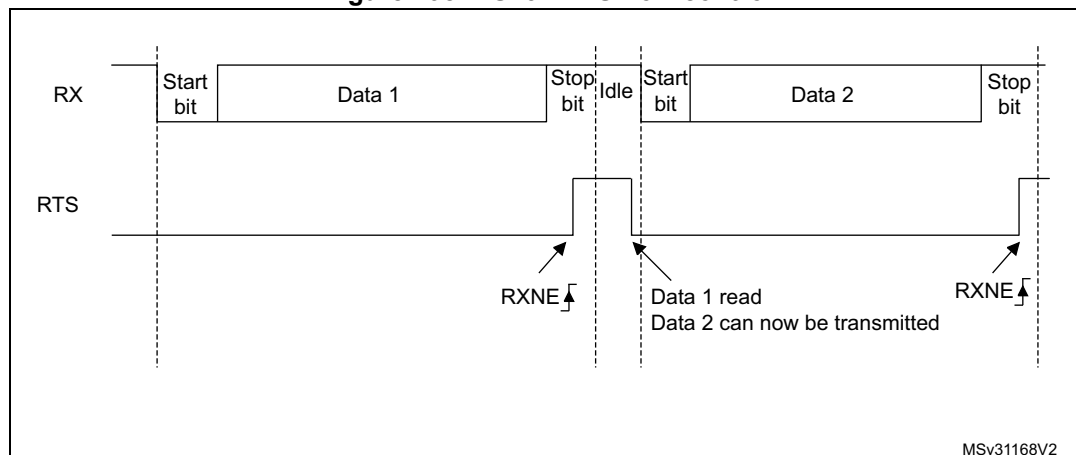 RX
Start
bit
Data 1
Stop
bit
Idle
Start
bit
Data 2
Stop
bit
RTS
RXNE
Data 1 read
Data 2 can now be transmitted
RXNE
MSv31168V2